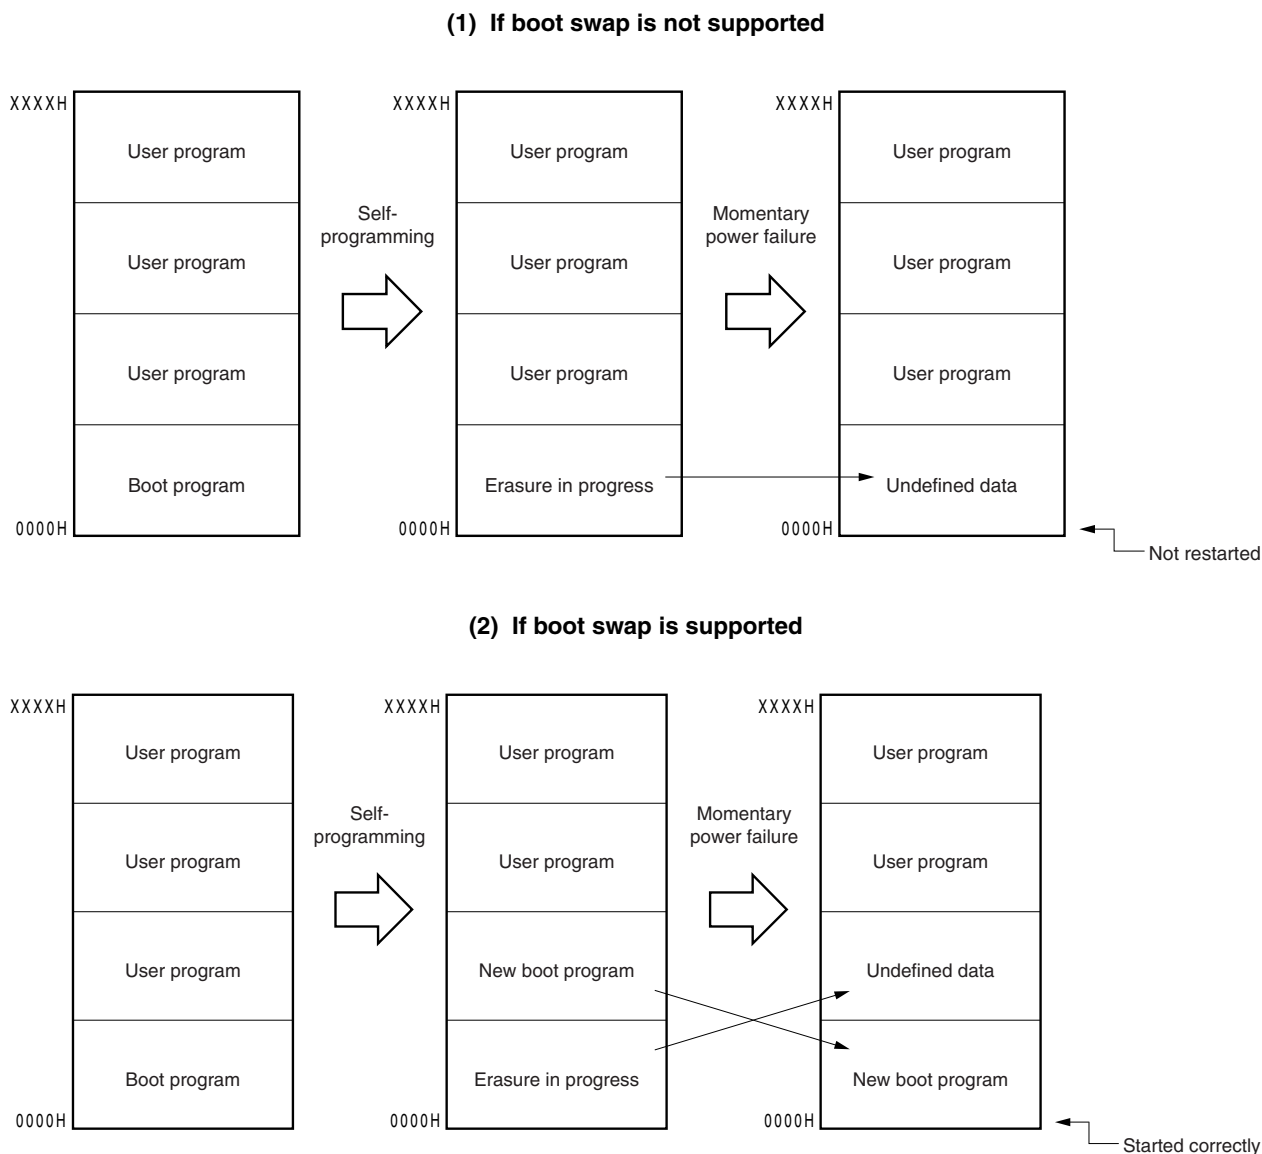 (1) If boot swap is not supported
XXXXH
XXXXH
XXXXH
User program
User program
User program
Self-
programming
Momentary
power failure
User program
User program
User program
User program
User program
User program
Boot program
Erasure in progress
Undefined data
0000H
0000H
0000H
Not restarted
(2) If boot swap is supported
XXXXH
XXXXH
XXXXH
User program
User program
User program
Self-
programming
Momentary
power failure
User program
User program
User program
User program
New boot program
Undefined data
Boot program
Erasure in progress
New boot program
0000H
0000H
0000H
Started correctly